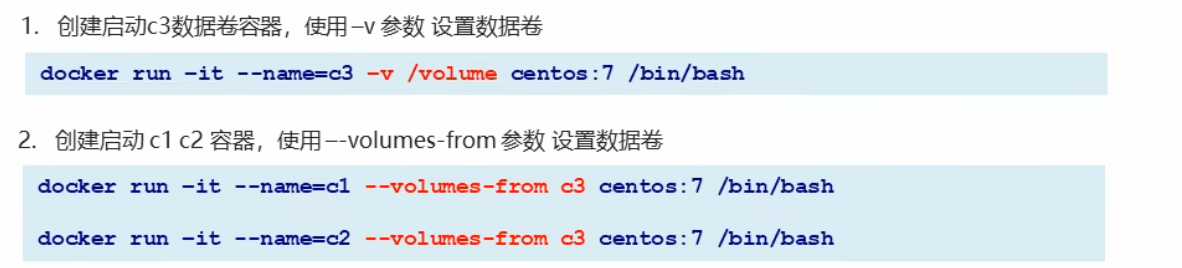 1. 创建启动c3数据卷容器，使用 –v 参数 设置数据卷
docker run –it --name=c3 –v /volume centos:7 /bin/bash
2. 创建启动 c1 c2 容器，使用 –-volumes-from 参数 设置数据卷
docker run –it --name=c1 --volumes-from c3 centos:7 /bin/bash
docker run –it --name=c2 --volumes-from c3 centos:7 /bin/bash